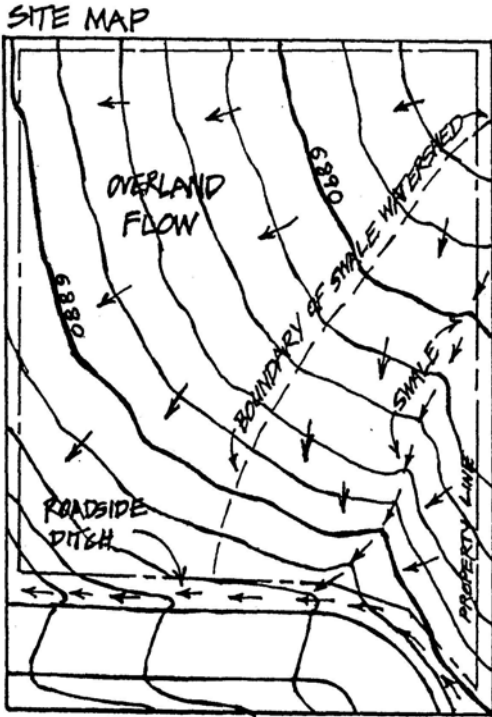 SITE MAP
OVERLAND
FLOW
6890
6880
BOUNDARY OF SWALE WATERSHED
SWALE
ROADSIDE
DITCH
PROPERTY LINE